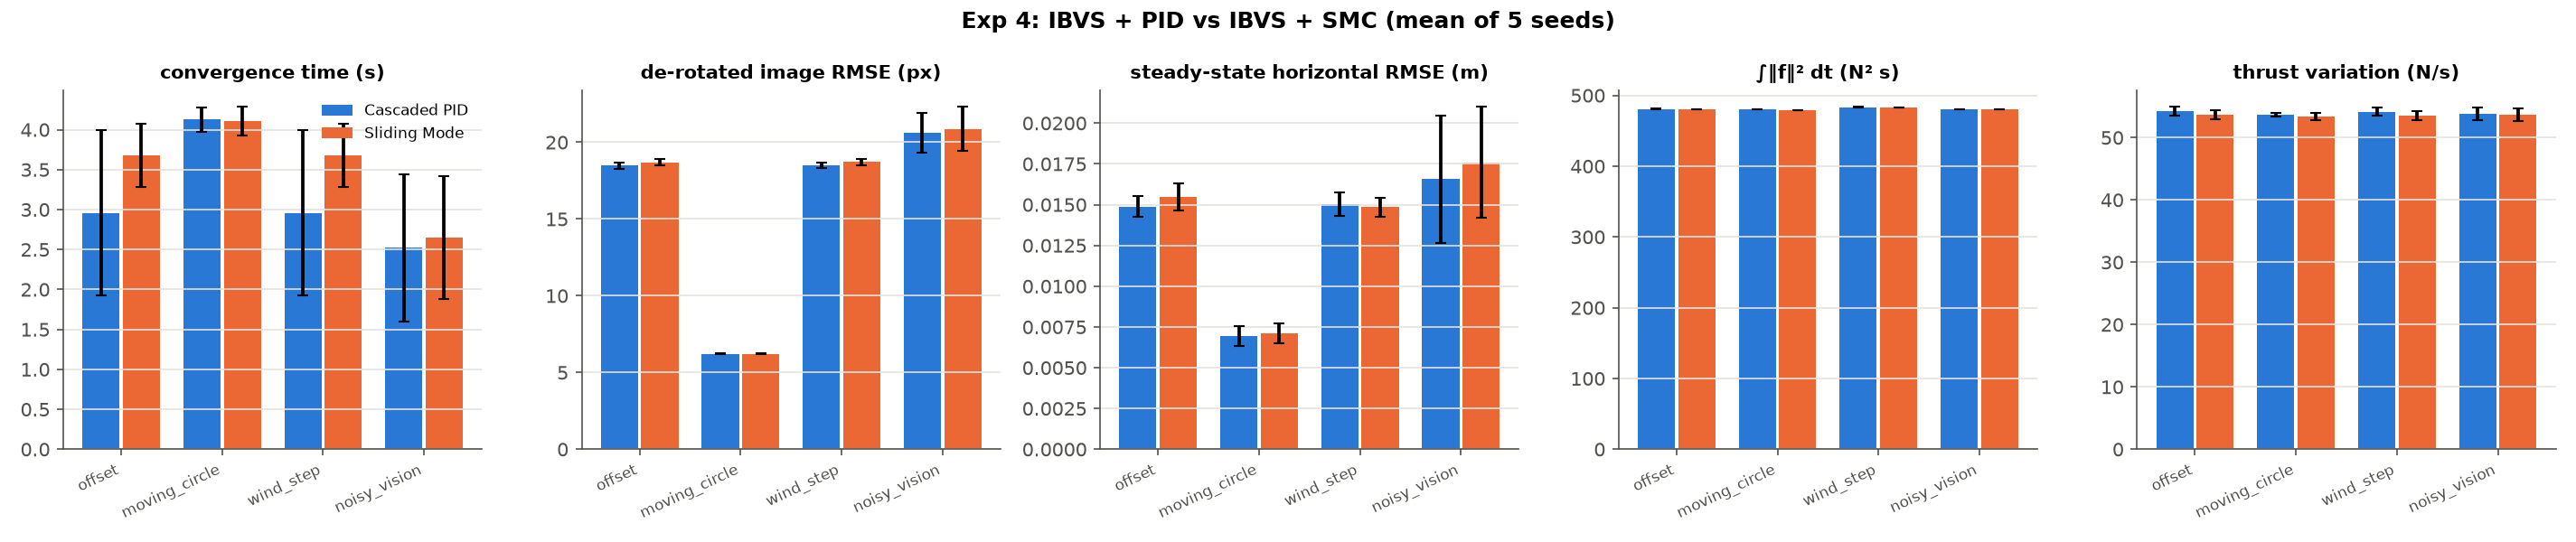 Exp 4: IBVS + PID vs IBVS + SMC (mean of 5 seeds)
convergence time (s)
4.0
3.5
3.0
2.5
2.0
1.5
1.0
0.5
0.0
Cascaded PID
Sliding Mode
offset
moving_circle
wind_step
noisy_vision
de-rotated image RMSE (px)
20
15
10
5
0
offset
moving_circle
wind_step
noisy_vision
steady-state horizontal RMSE (m)
0.0200
0.0175
0.0150
0.0125
0.0100
0.0075
0.0050
0.0025
0.0000
offset
moving_circle
wind_step
noisy_vision
∫‖f‖² dt (N² s)
500
400
300
200
100
0
offset
moving_circle
wind_step
noisy_vision
thrust variation (N/s)
50
40
30
20
10
0
offset
moving_circle
wind_step
noisy_vision